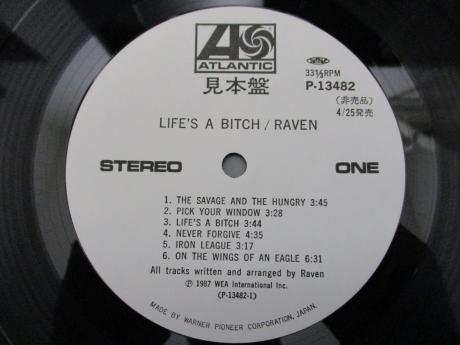 ATLANTIC
見本盤
33⅓RPM
P-13482
(非売品)
4/25発売
LIFE'S A BITCH / RAVEN
STEREO
ONE
1. THE SAVAGE AND THE HUNGRY 3:45
2. PICK YOUR WINDOW 3:28
3. LIFE'S A BITCH 3:44
4. NEVER FORGIVE 4:35
5. IRON LEAGUE 3:17
6. ON THE WINGS OF AN EAGLE 6:31
All tracks written and arranged by Raven
℗ 1987 WEA International Inc.
(P-13482-1)
MADE BY WARNER PIONEER CORPORATION, JAPAN.